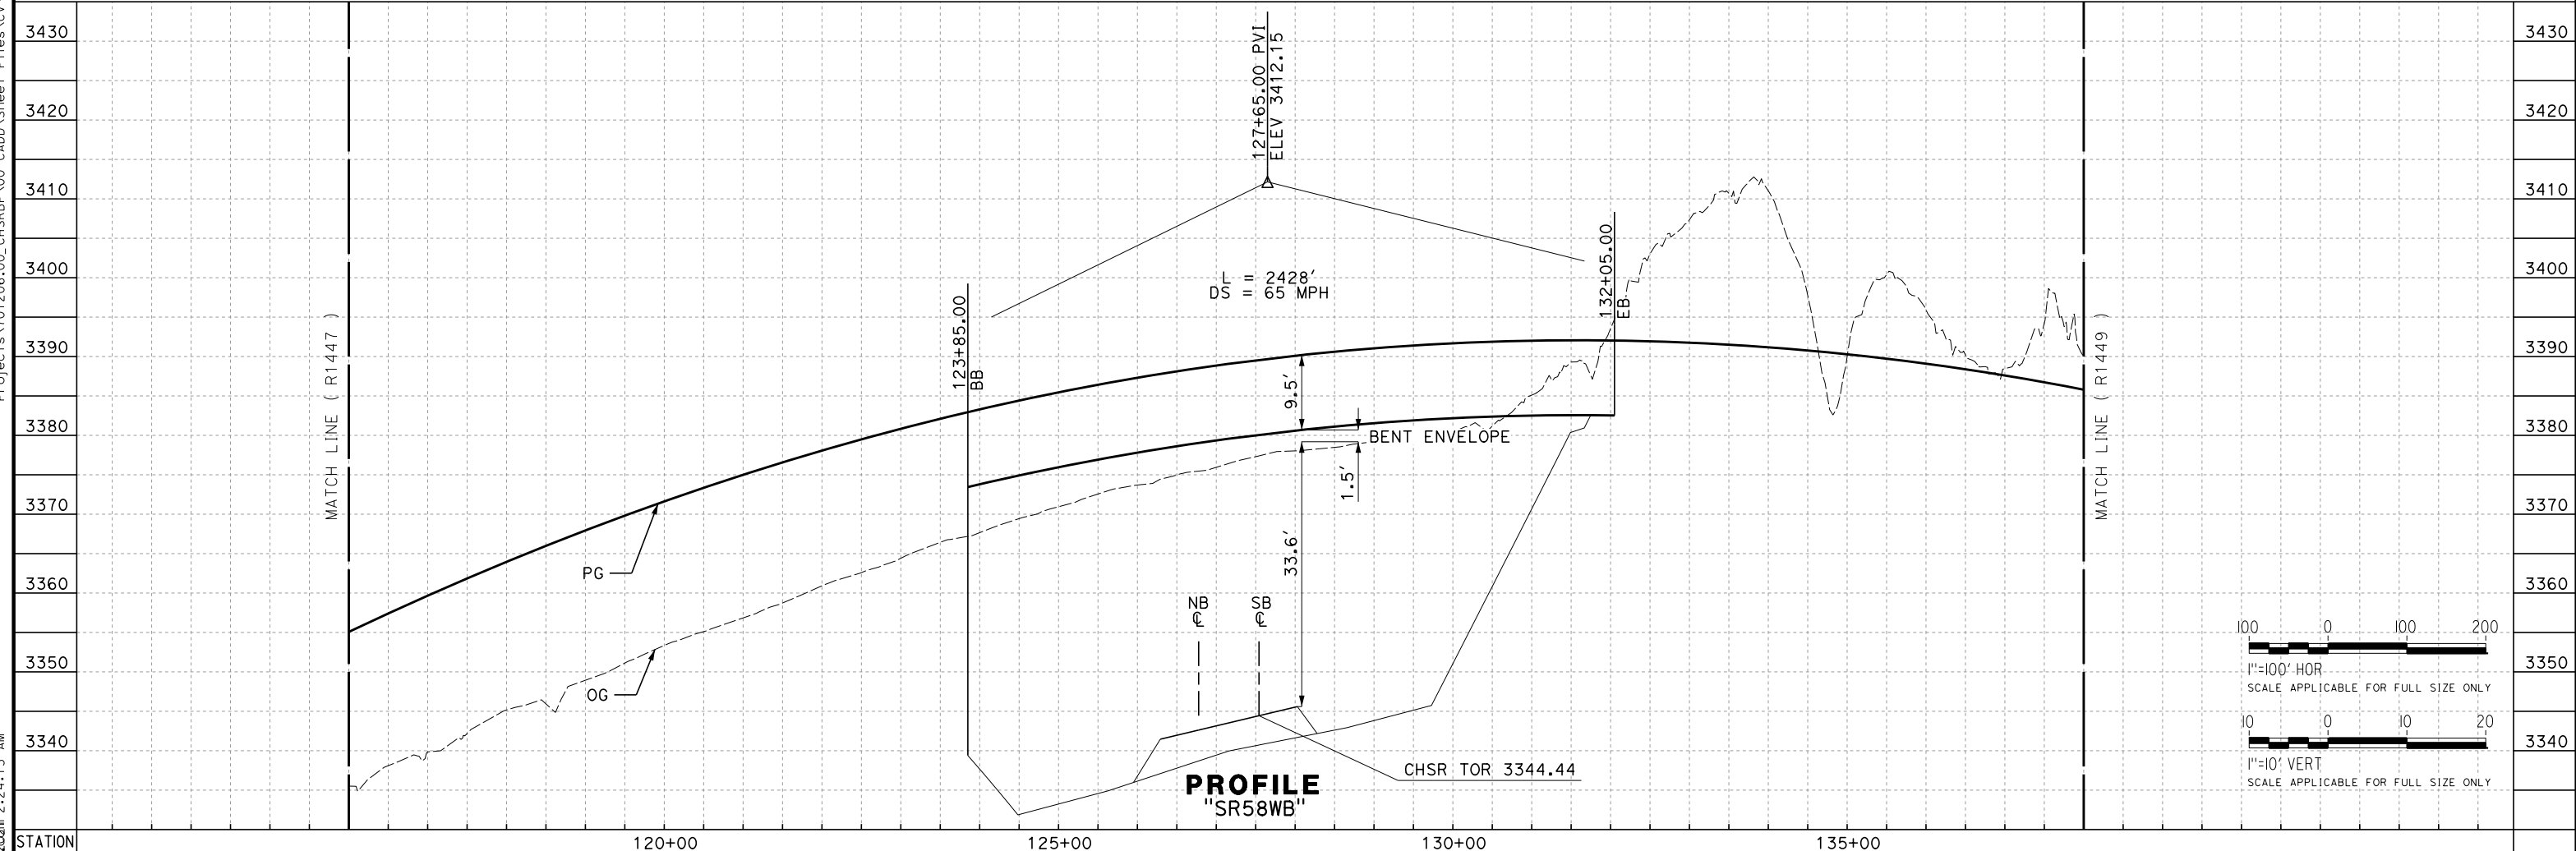 127+65.00 PVI
ELEV 3412.15
3430
3430
3420
3420
3410
3410
3400
3400
3390
3390
3380
3380
3370
3370
3360
3360
3350
3350
3340
3340
L = 2428'
DS = 65 MPH
123+85.00
BB
132+05.00
EB
MATCH LINE ( R1447 )
MATCH LINE ( R1449 )
9.5'
BENT ENVELOPE
1.5'
33.6'
PG
OG
NB
℄
SB
℄
CHSR TOR 3344.44
PROFILE
"SR58WB"
100 0 100 200
1"=100' HOR
SCALE APPLICABLE FOR FULL SIZE ONLY
10 0 10 20
1"=10' VERT
SCALE APPLICABLE FOR FULL SIZE ONLY
STATION
120+00
125+00
130+00
135+00